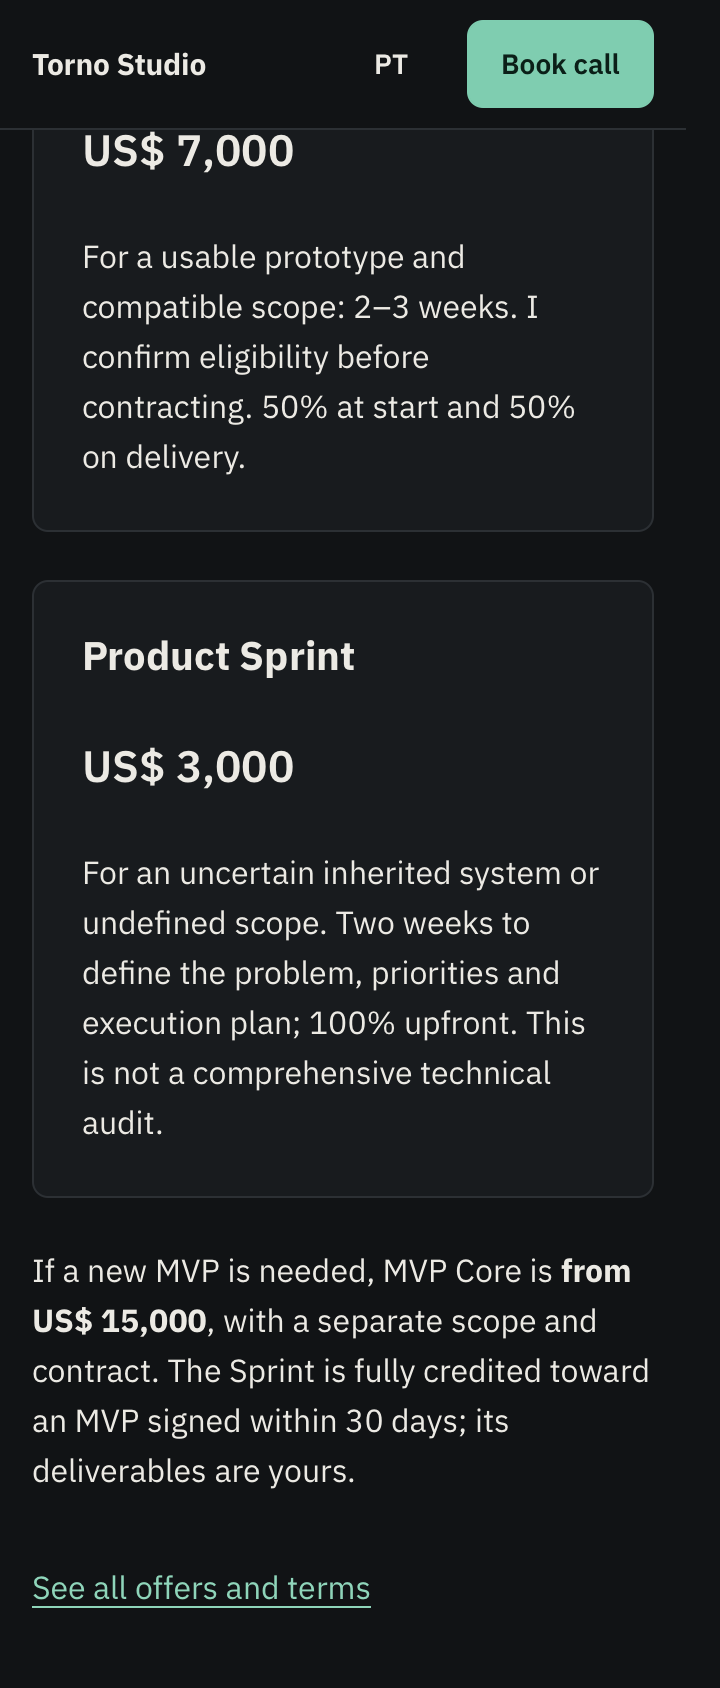 Torno Studio
PT
Book call
US$ 7,000
For a usable prototype and
compatible scope: 2–3 weeks. I
confirm eligibility before
contracting. 50% at start and 50%
on delivery.
Product Sprint
US$ 3,000
For an uncertain inherited system or
undefined scope. Two weeks to
define the problem, priorities and
execution plan; 100% upfront. This
is not a comprehensive technical
audit.
If a new MVP is needed, MVP Core is from
US$ 15,000, with a separate scope and
contract. The Sprint is fully credited toward
an MVP signed within 30 days; its
deliverables are yours.
See all offers and terms